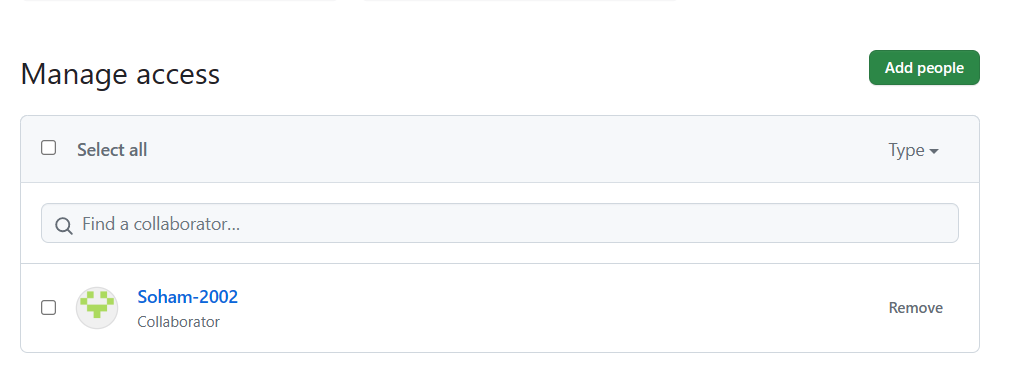 Manage access
Add people
Select all
Type
Find a collaborator...
Soham-2002
Collaborator
Remove